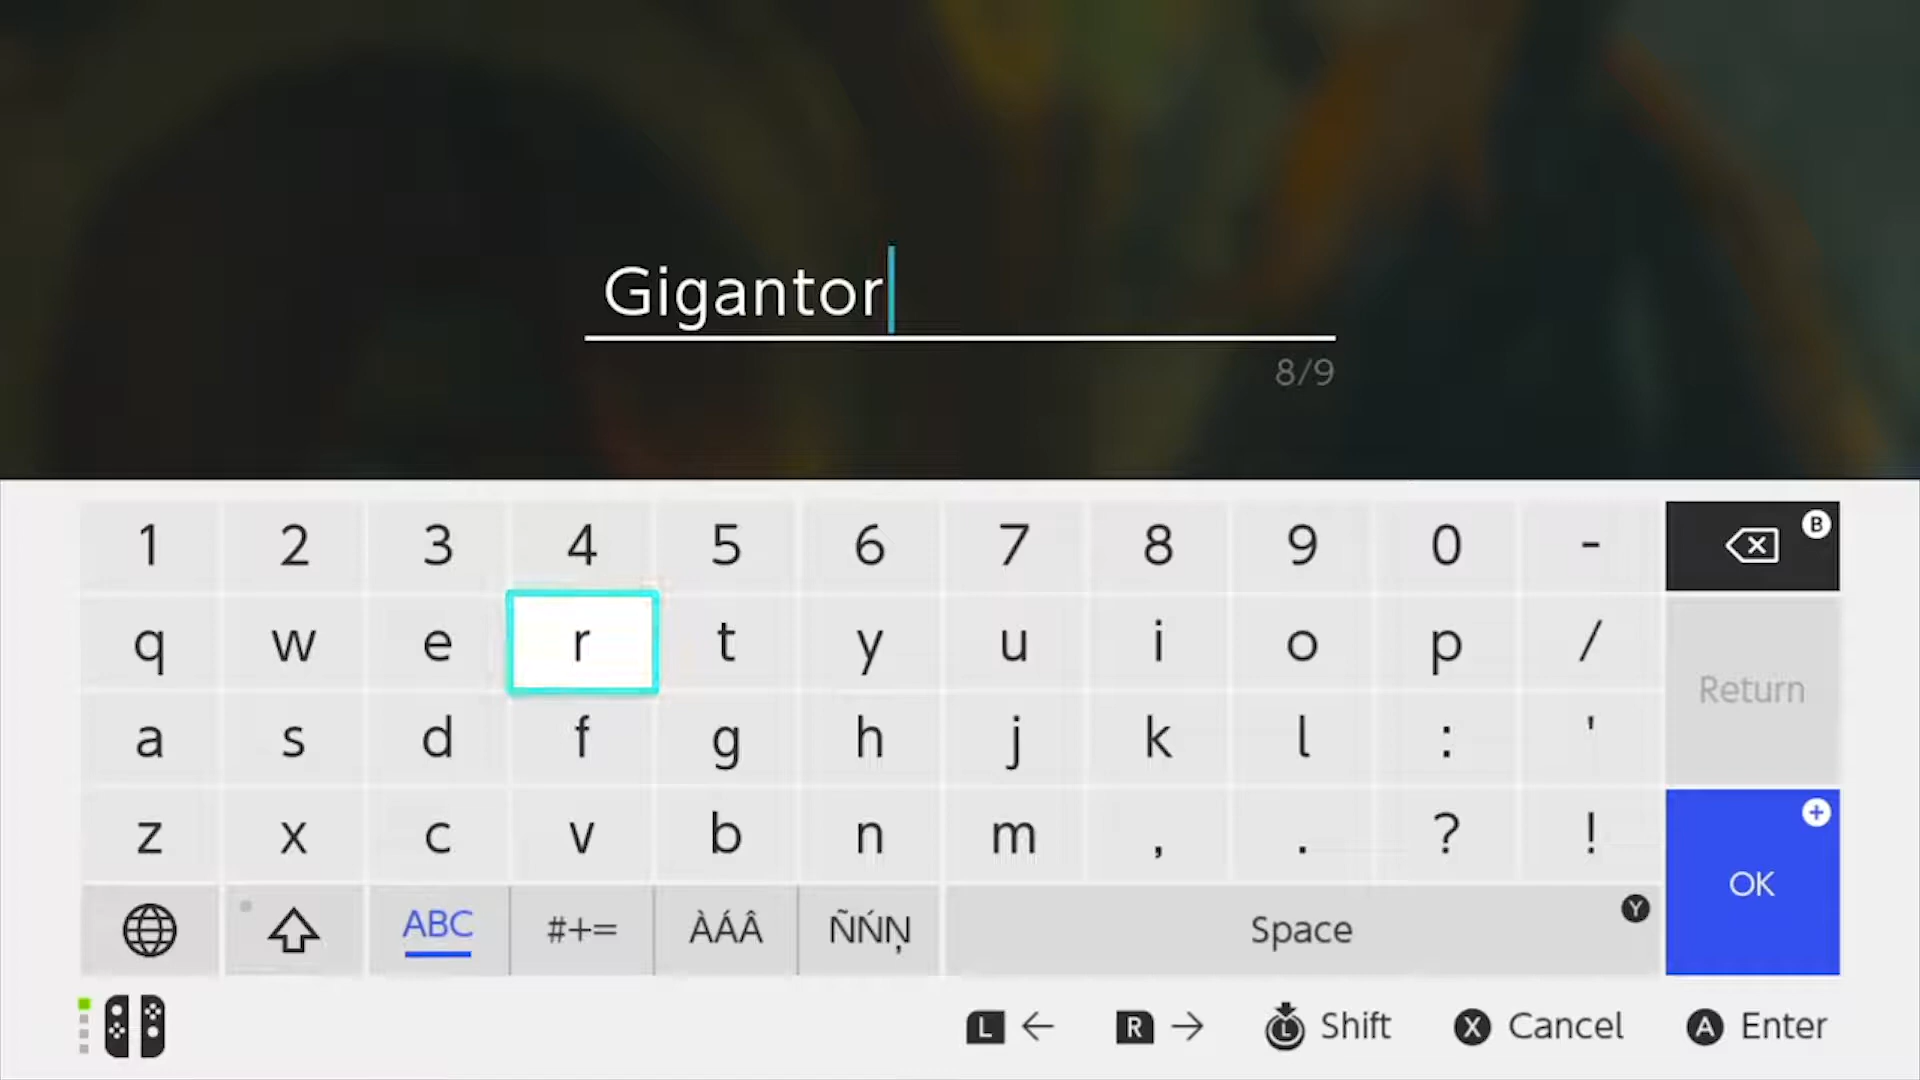 Gigantor
8/9
1 2 3 4 5 6 7 8 9 0 - B
q w e r t y u i o p /
Return
a s d f g h j k l : '
z x c v b n m , . ? ! +
OK
ABC #+= ÀÁÂ ÑŃŅ Space Y
L ← R → L Shift X Cancel A Enter